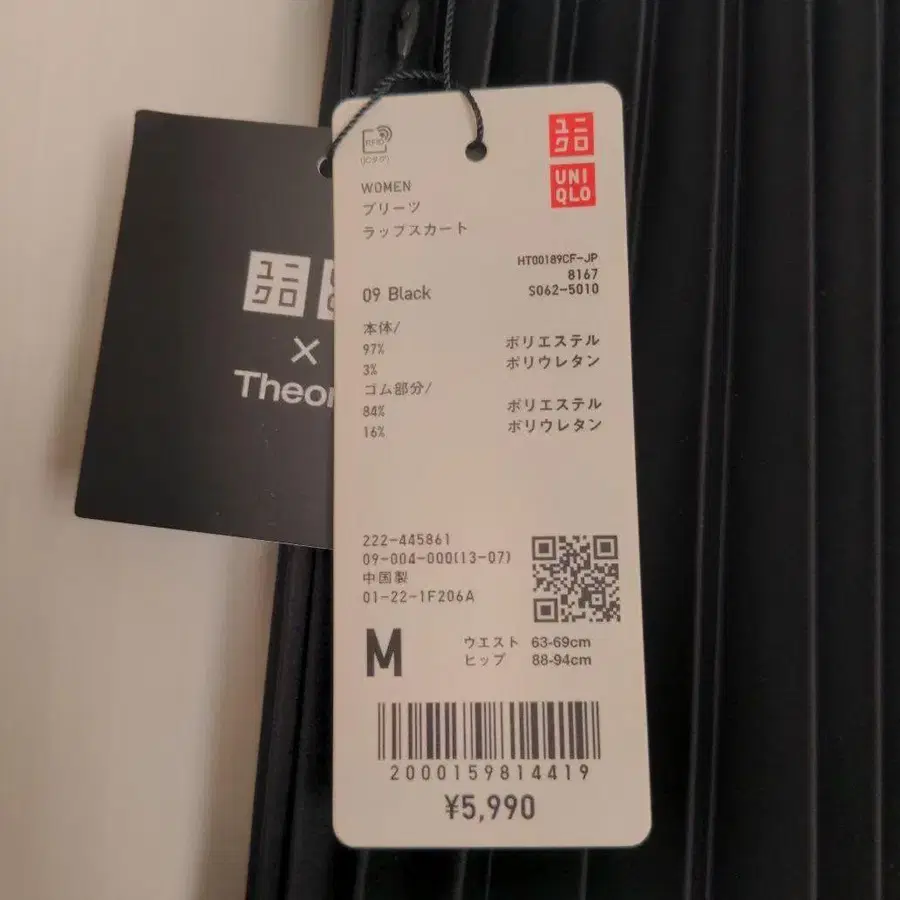 ユニ
クロ
×
Theor
RFID
(ICタグ)
ユニ
クロ
UNI
QLO
WOMEN
プリーツ
ラップスカート
HT00189CF-JP
8167
09 Black
S062-5010
本体/
97% ポリエステル
3% ポリウレタン
ゴム部分/
84% ポリエステル
16% ポリウレタン
222-445861
09-004-000(13-07)
中国製
01-22-1F206A
M
ウエスト 63-69cm
ヒップ 88-94cm
2000159814419
¥5,990